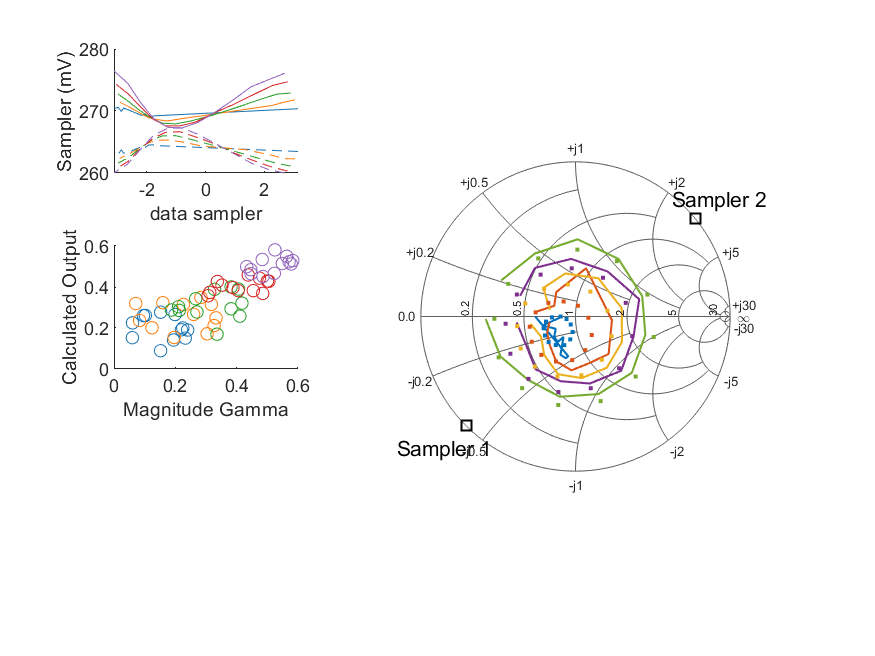 280
270
260
Sampler (mV)
-2
0
2
data sampler
0.6
0.4
0.2
0
Calculated Output
0
0.2
0.4
0.6
Magnitude Gamma
+j1
+j0.5
+j2
Sampler 2
+j0.2
+j5
0.0
0.2
0.5
1
2
5
30
+j30
∞
-j30
-j0.2
-j5
Sampler 1
-j0.5
-j2
-j1